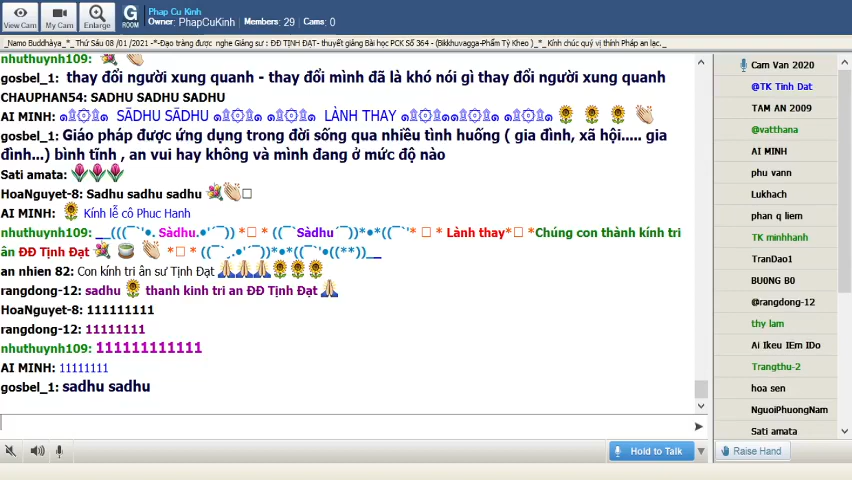 Pháp Cú Kinh
View Cam
My Cam
Enlarge
G ROOM
Owner: PhapCuKinh Members: 29 Cams: 0
_Namo Buddhàya_*_ Thứ Sáu 08 /01 /2021 -*-Đạo tràng được nghe Giảng sư : ĐĐ TỊNH ĐẠT- thuyết giảng Bài học PCK Số 364 - (Bikkhuvagga-Phẩm Tỳ Kheo )_*_ Kính chúc quý vị thính Pháp an lạc._
nhuthuynh109:
gosbel_1: thay đổi người xung quanh - thay đổi mình đã là khó nói gì thay đổi người xung quanh
CHAUPHAN54: SADHU SADHU SADHU
AI MINH: SĀDHU SĀDHU LÀNH THAY
gosbel_1: Giáo pháp được ứng dụng trong đời sống qua nhiều tình huống ( gia đình, xã hội..... gia
đình...) bình tĩnh , an vui hay không và mình đang ở mức độ nào
Sati amata:
HoaNguyet-8: Sadhu sadhu sadhu
AI MINH: Kính lễ cô Phuc Hanh
nhuthuynh109: Sàdhu Sàdhu Lành thay Chúng con thành kính tri
ân ĐĐ Tịnh Đạt
an nhien 82: Con kính tri ân sư Tịnh Đạt
rangdong-12: sadhu thanh kinh tri an ĐĐ Tịnh Đạt
HoaNguyet-8: 111111111
rangdong-12: 11111111
nhuthuynh109: 111111111111
AI MINH: 11111111
gosbel_1: sadhu sadhu
Hold to Talk
Cam Van 2020
@TK Tinh Dat
TAM AN 2009
@vatthana
AI MINH
phu vann
Lukhach
phan q liem
TK minhhanh
TranDao1
BU0NG B0
@rangdong-12
thy lam
Ai Ikeu IEm IDo
Trangthu-2
hoa sen
NguoiPhuongNam
Sati amata
Raise Hand